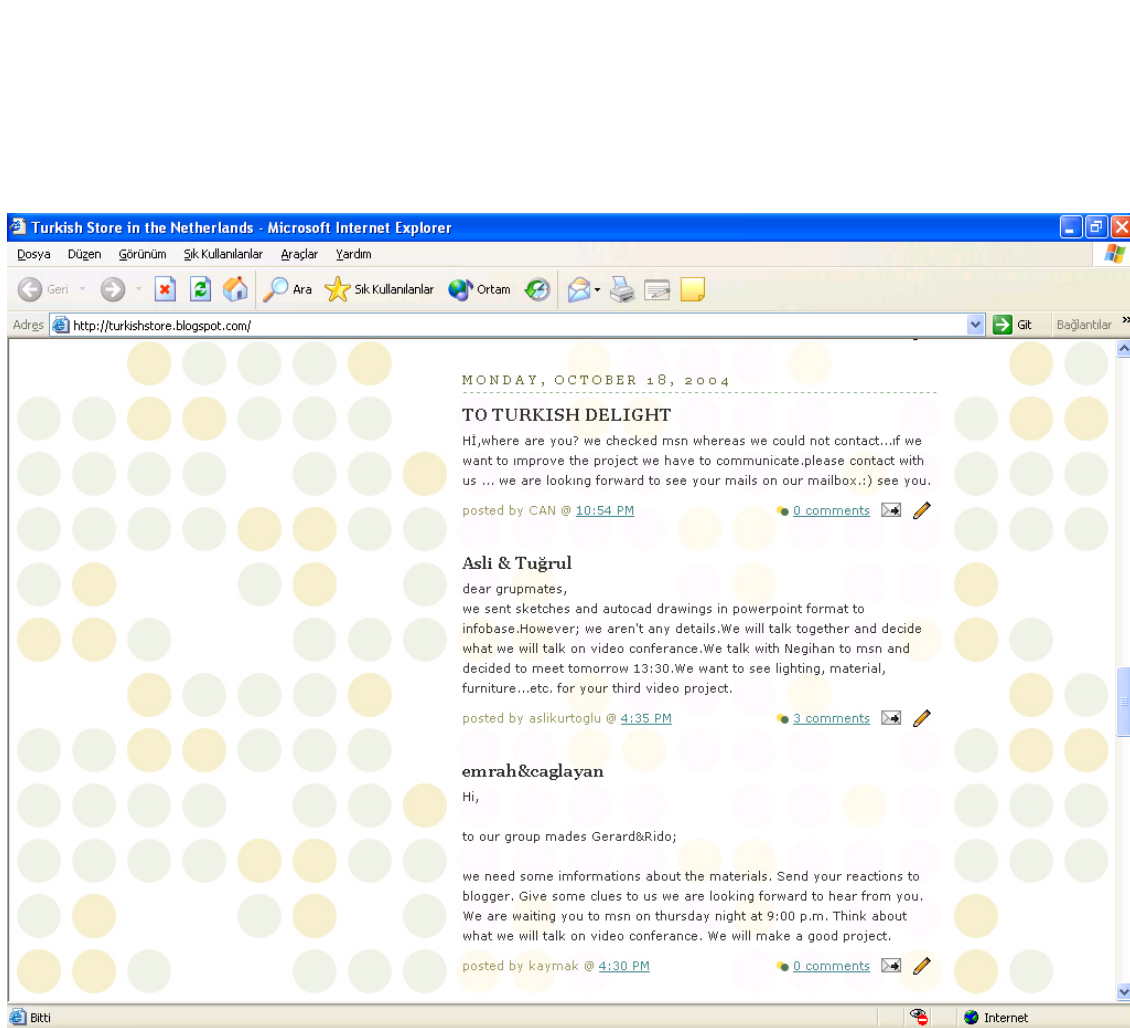 Turkish Store in the Netherlands - Microsoft Internet Explorer
Dosya Düzen Görünüm Sık Kullanılanlar Araçlar Yardım
Geri Ara Sık Kullanılanlar Ortam
Adres http://turkishstore.blogspot.com/ Git Bağlantılar »
MONDAY, OCTOBER 18, 2004
TO TURKISH DELIGHT
Hİ,where are you? we checked msn whereas we could not contact...ıf we
want to ımprove the project we have to communicate.please contact with
us ... we are lookıng forward to see your mails on our mailbox.:) see you.
posted by CAN @ 10:54 PM 0 comments
Asli & Tuğrul
dear grupmates,
we sent sketches and autocad drawings in powerpoint format to
infobase.However; we aren't any details.We will talk together and decide
what we will talk on video conferance.We talk with Negihan to msn and
decided to meet tomorrow 13:30.We want to see lighting, material,
furniture...etc. for your third video project.
posted by aslikurtoglu @ 4:35 PM 3 comments
emrah&caglayan
Hi,
to our group mades Gerard&Rido;
we need some imformations about the materials. Send your reactions to
blogger. Give some clues to us we are looking forward to hear from you.
We are waiting you to msn on thursday night at 9:00 p.m. Think about
what we will talk on video conferance. We will make a good project.
posted by kaymak @ 4:30 PM 0 comments
Bitti Internet